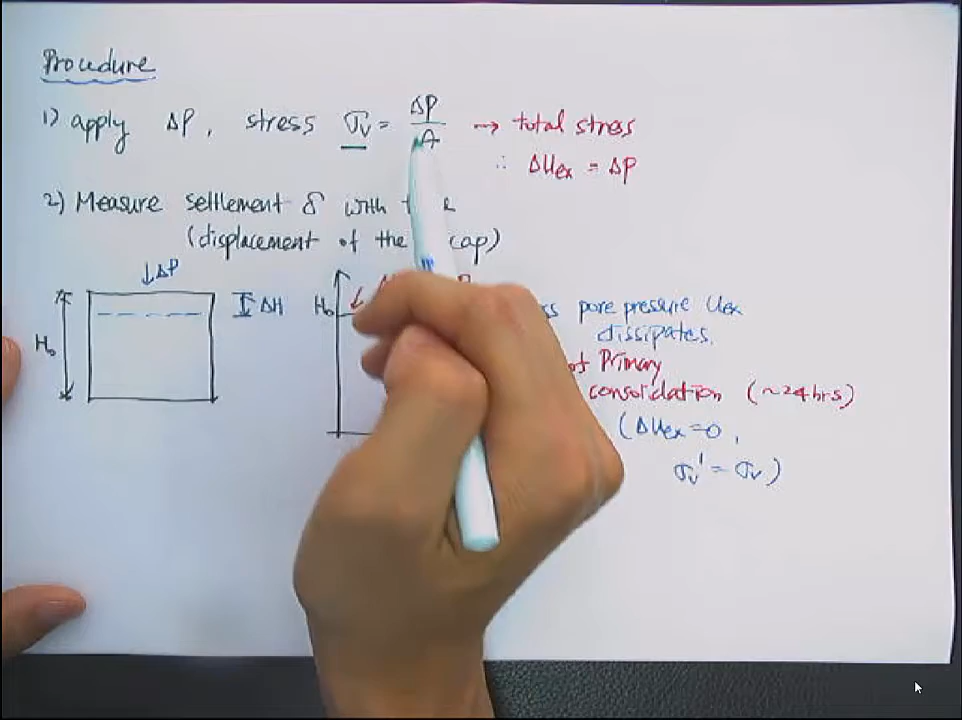 Procedure
1) apply ΔP, stress σv = ΔP/A → total stress
∴ Δuex = ΔP
2) Measure settlement δ with
(displacement of the cap)
↓ΔP
H₀
ΔH
H₀
pore pressure uex
dissipates.
of Primary
consolidation (~24hrs)
(Δuex=0,
σv' = σv)